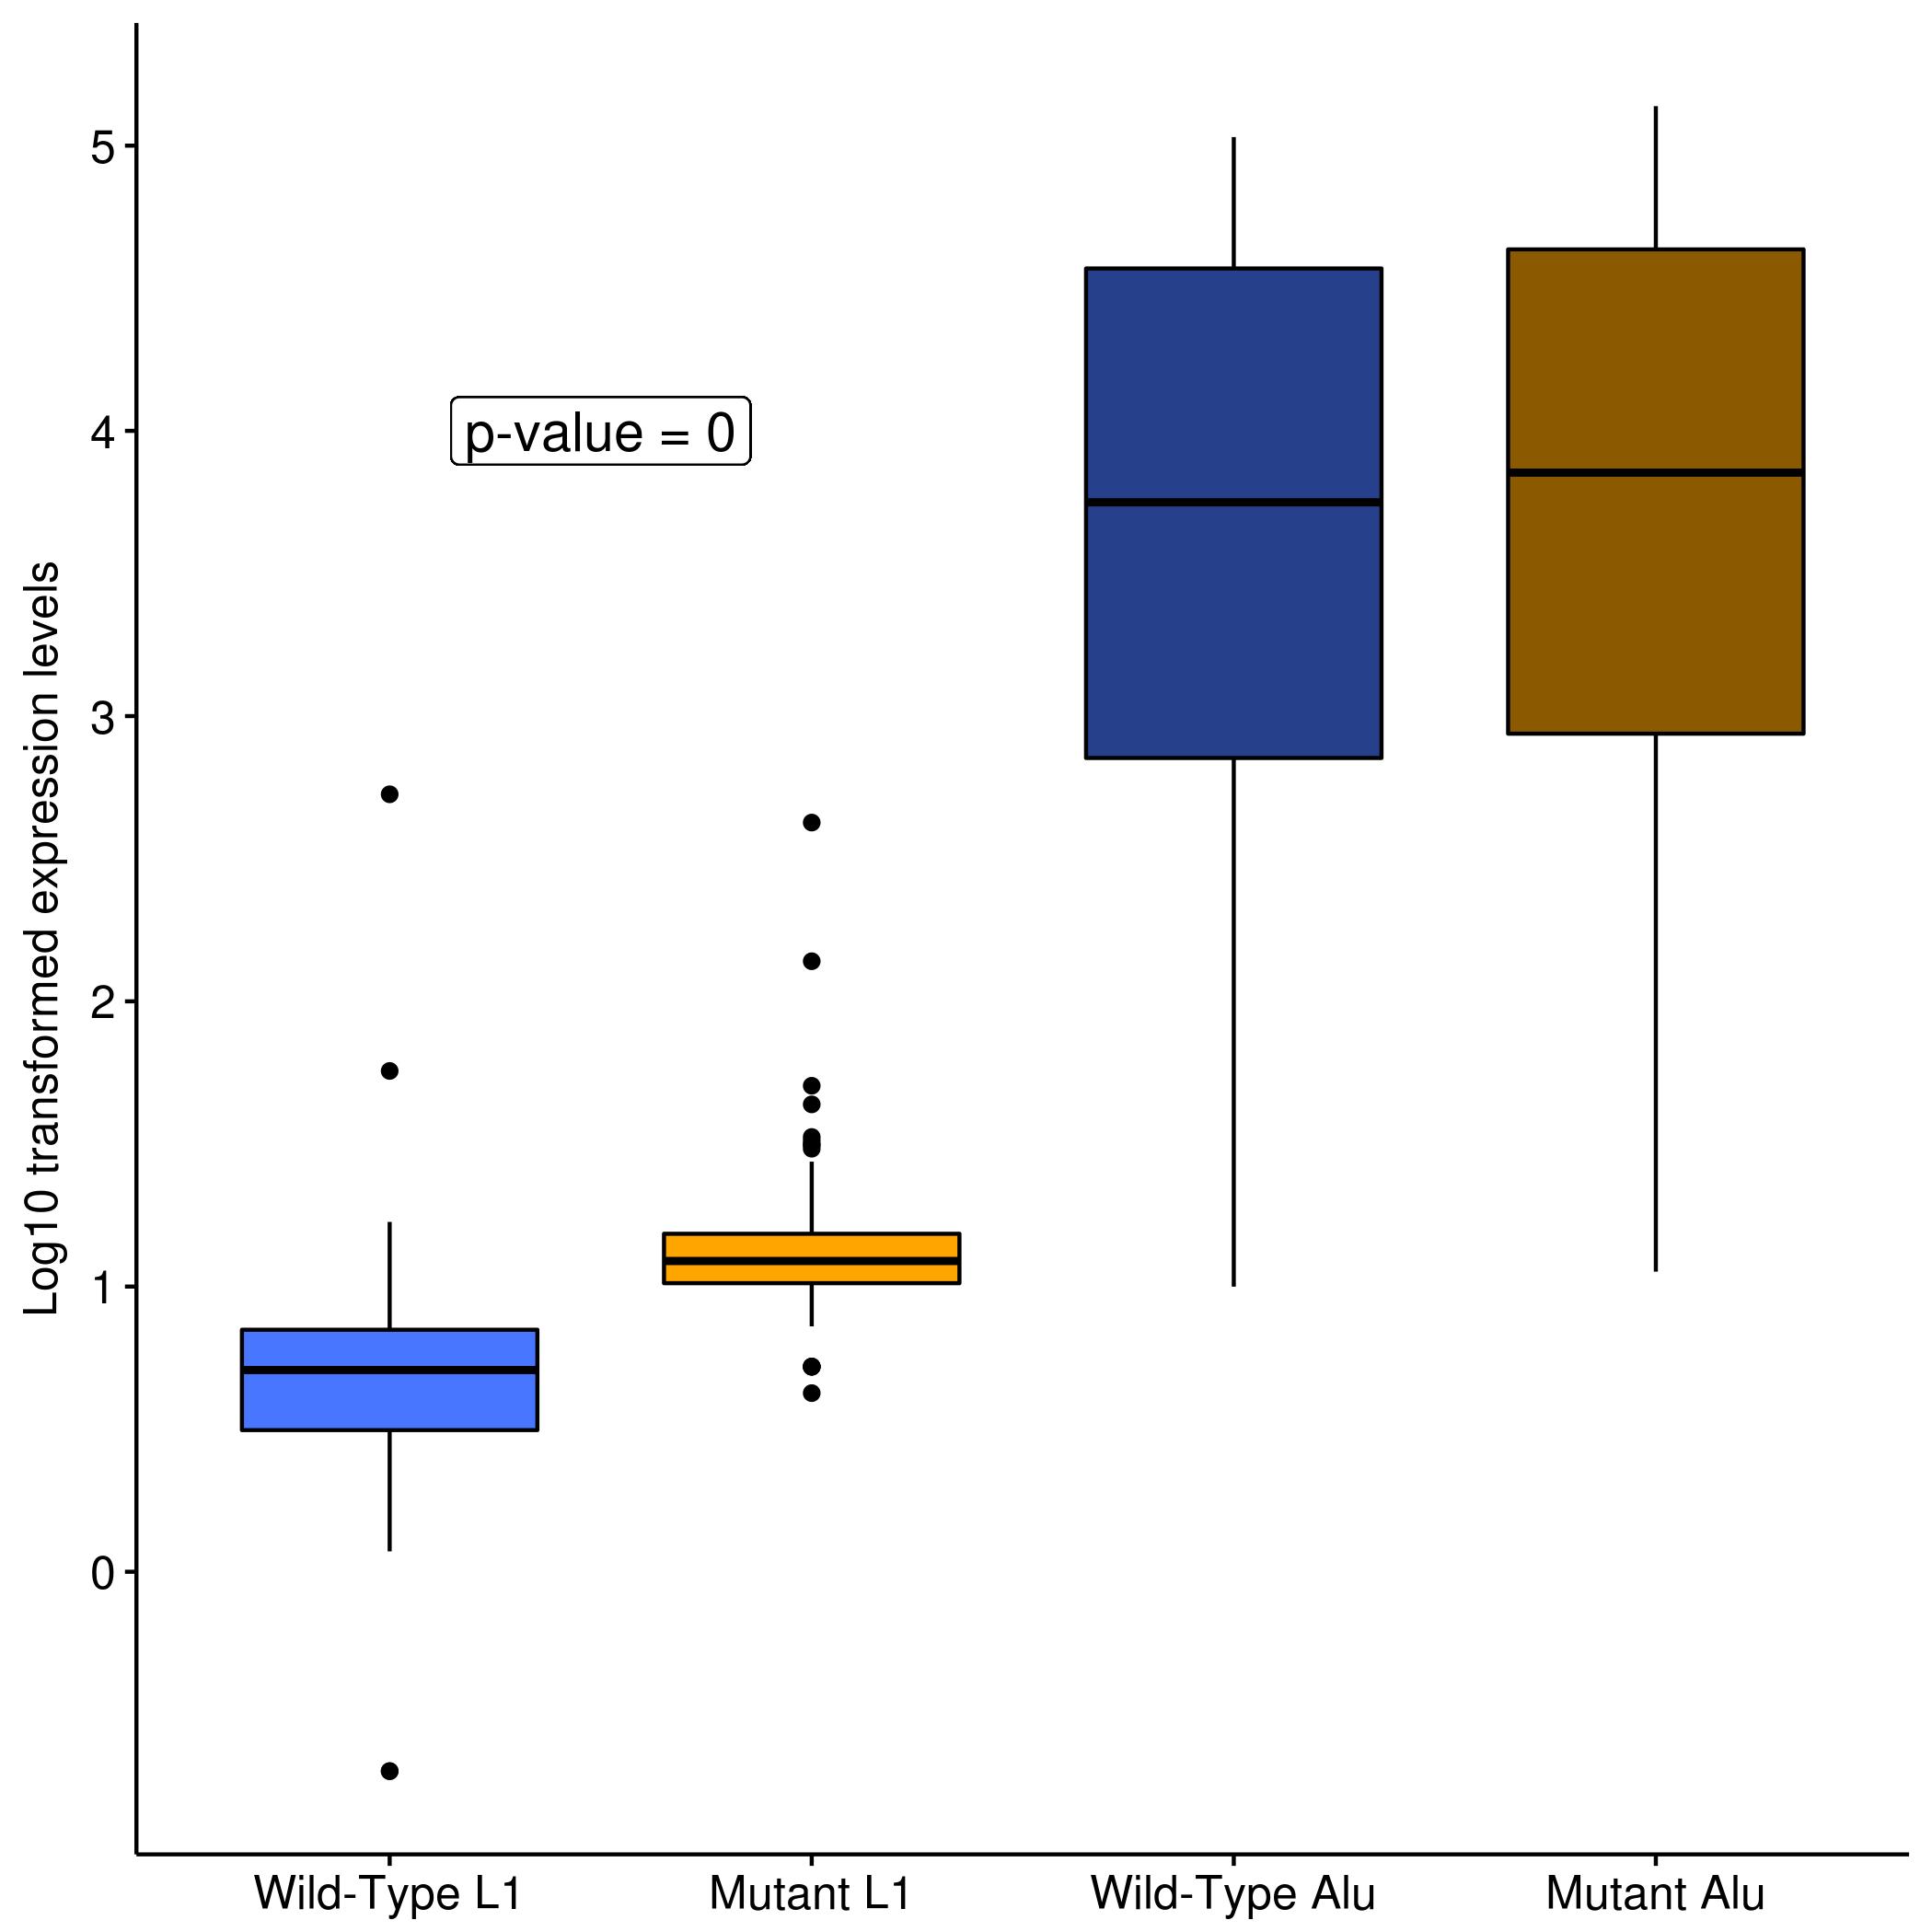 Log10 transformed expression levels
5
4
3
2
1
0
p-value = 0
Wild-Type L1
Mutant L1
Wild-Type Alu
Mutant Alu